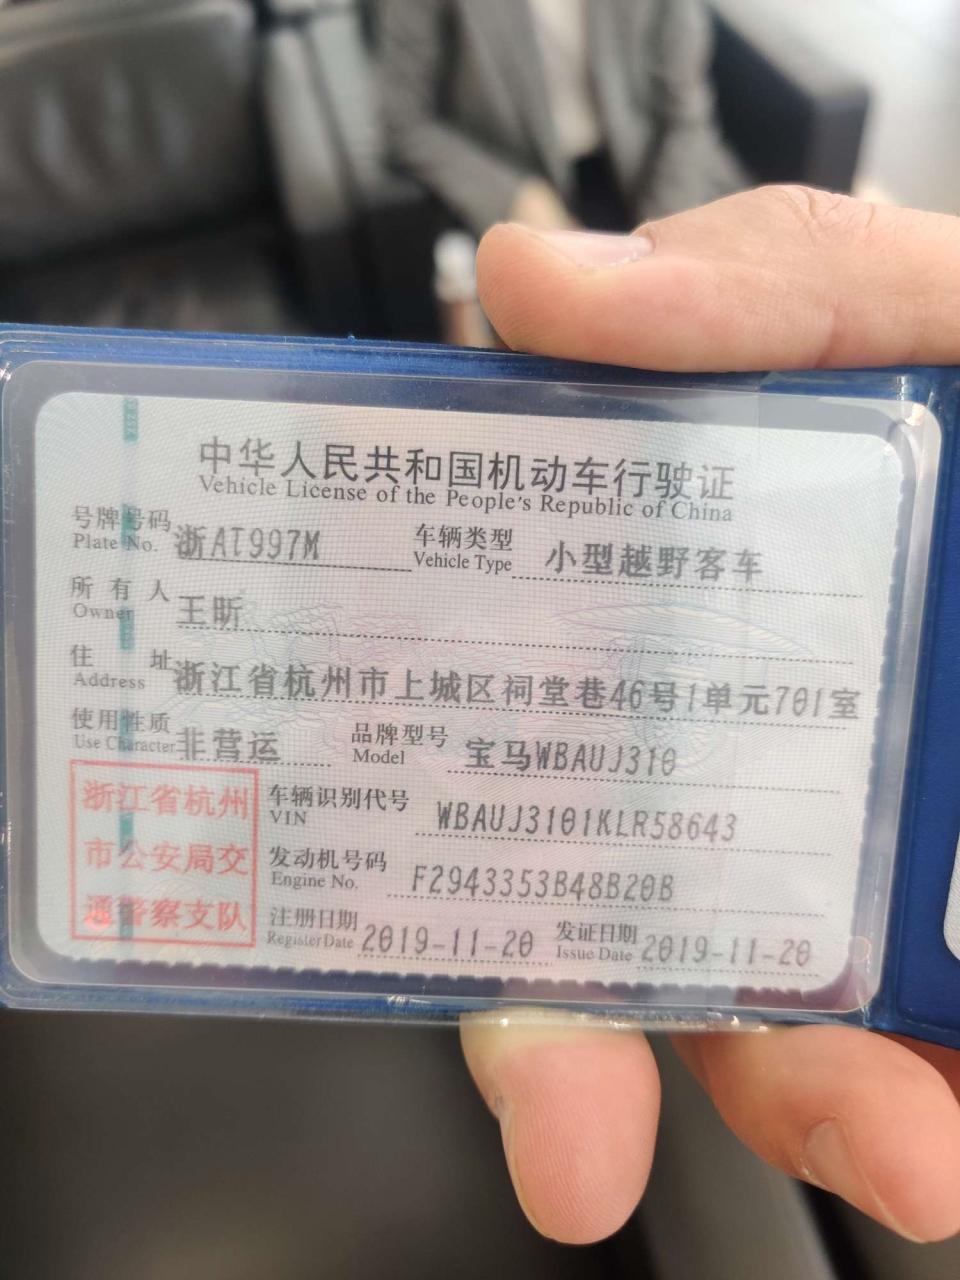 中华人民共和国机动车行驶证
Vehicle License of the People's Republic of China
号牌号码 浙AT997M 车辆类型 小型越野客车
Plate No. Vehicle Type
所有人 王昕
Owner
住址 浙江省杭州市上城区祠堂巷46号1单元701室
Address
使用性质 非营运 品牌型号 宝马WBAUJ310
Use Character Model
浙江省杭州
市公安局交
通警察支队
车辆识别代号 WBAUJ3101KLR58643
VIN
发动机号码 F2943353B48B20B
Engine No.
注册日期 2019-11-20 发证日期 2019-11-20
Register Date Issue Date